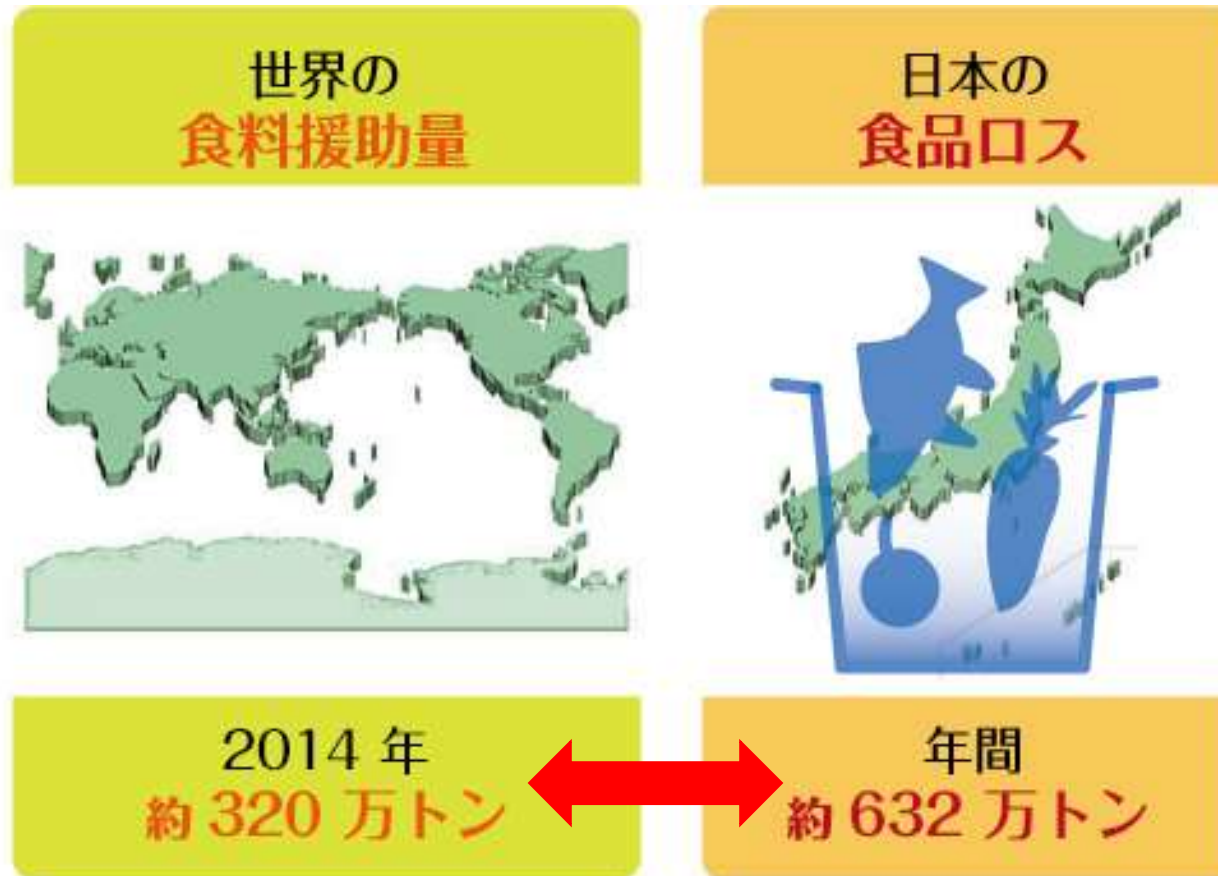 世界の
食料援助量
日本の
食品ロス
2014 年
約 320 万トン
年間
約 632 万トン